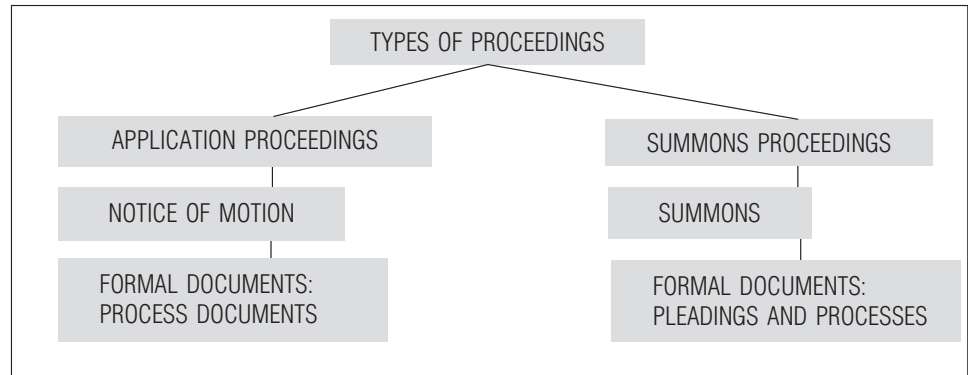 TYPES OF PROCEEDINGS
APPLICATION PROCEEDINGS
SUMMONS PROCEEDINGS
NOTICE OF MOTION
SUMMONS
FORMAL DOCUMENTS:
PROCESS DOCUMENTS
FORMAL DOCUMENTS:
PLEADINGS AND PROCESSES